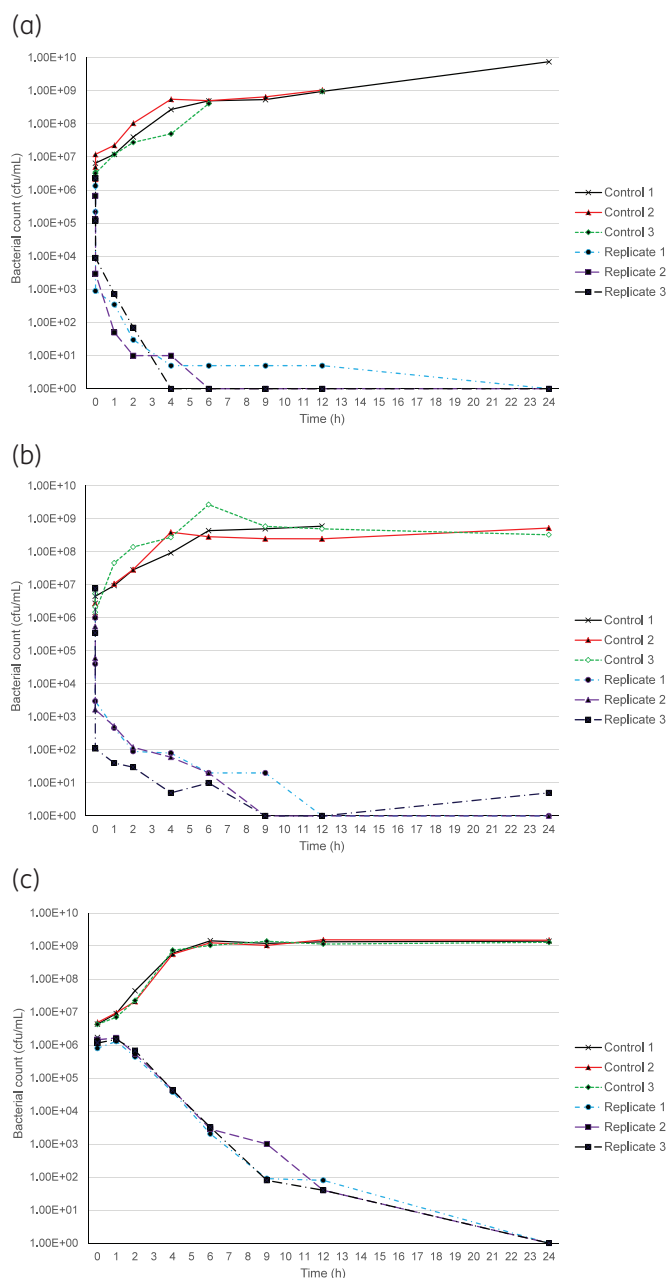 (a)
1.00E+10
1.00E+09
1.00E+08
1.00E+07
1.00E+06
1.00E+05
1.00E+04
1.00E+03
1.00E+02
1.00E+01
1.00E+00
Bacterial count (cfu/mL)
0 1 2 3 4 5 6 7 8 9 10 11 12 13 14 15 16 17 18 19 20 21 22 23 24
Time (h)
Control 1
Control 2
Control 3
Replicate 1
Replicate 2
Replicate 3
(b)
1.00E+10
1.00E+09
1.00E+08
1.00E+07
1.00E+06
1.00E+05
1.00E+04
1.00E+03
1.00E+02
1.00E+01
1.00E+00
Bacterial count (cfu/mL)
0 1 2 3 4 5 6 7 8 9 10 11 12 13 14 15 16 17 18 19 20 21 22 23 24
Time (h)
Control 1
Control 2
Control 3
Replicate 1
Replicate 2
Replicate 3
(c)
1.00E+10
1.00E+09
1.00E+08
1.00E+07
1.00E+06
1.00E+05
1.00E+04
1.00E+03
1.00E+02
1.00E+01
1.00E+00
Bacterial count (cfu/mL)
0 1 2 3 4 5 6 7 8 9 10 11 12 13 14 15 16 17 18 19 20 21 22 23 24
Time (h)
Control 1
Control 2
Control 3
Replicate 1
Replicate 2
Replicate 3